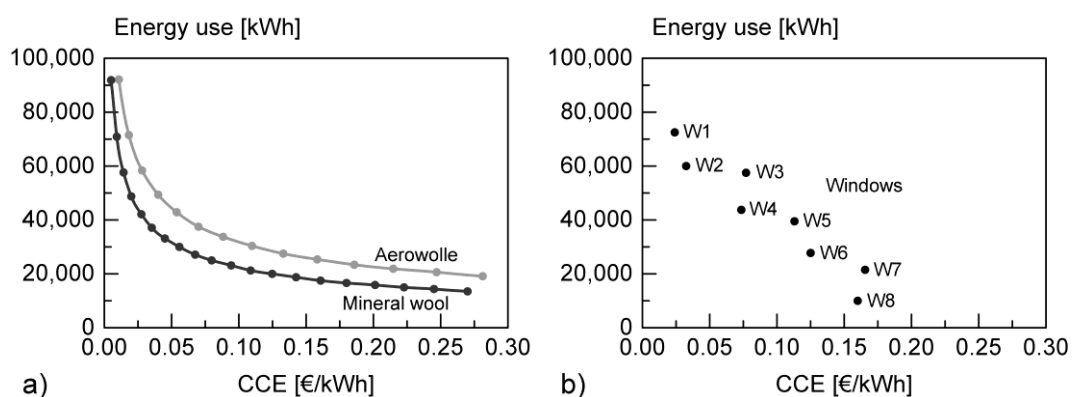 Energy use [kWh]
100,000
80,000
60,000
40,000
20,000
0
0.00 0.05 0.10 0.15 0.20 0.25 0.30
Aerowolle
Mineral wool
a)
CCE [€/kWh]
Energy use [kWh]
100,000
80,000
60,000
40,000
20,000
0
0.00 0.05 0.10 0.15 0.20 0.25 0.30
W1
W2
W3
Windows
W4
W5
W6
W7
W8
b)
CCE [€/kWh]